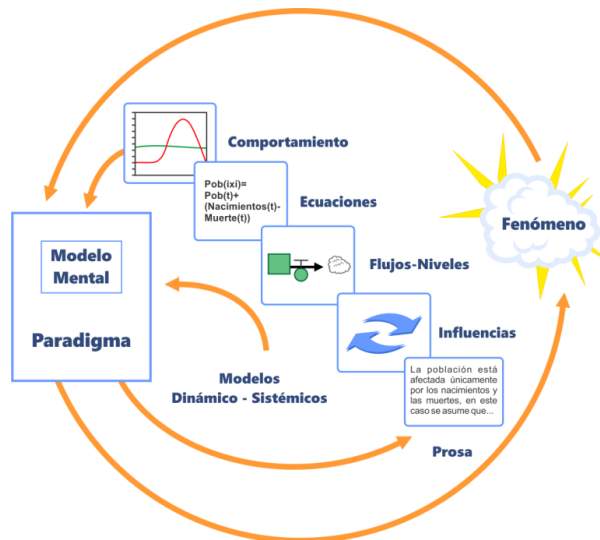 Comportamiento
Pob(ixi)=
Pob(t)+
(Nacimientos(t)-
Muerte(t))
Ecuaciones
Fenómeno
Modelo
Mental
Paradigma
Flujos-Niveles
Influencias
Modelos
Dinámico - Sistémicos
La población está
afectada únicamente
por los nacimientos y
las muertes, en este
caso se asume que...
Prosa